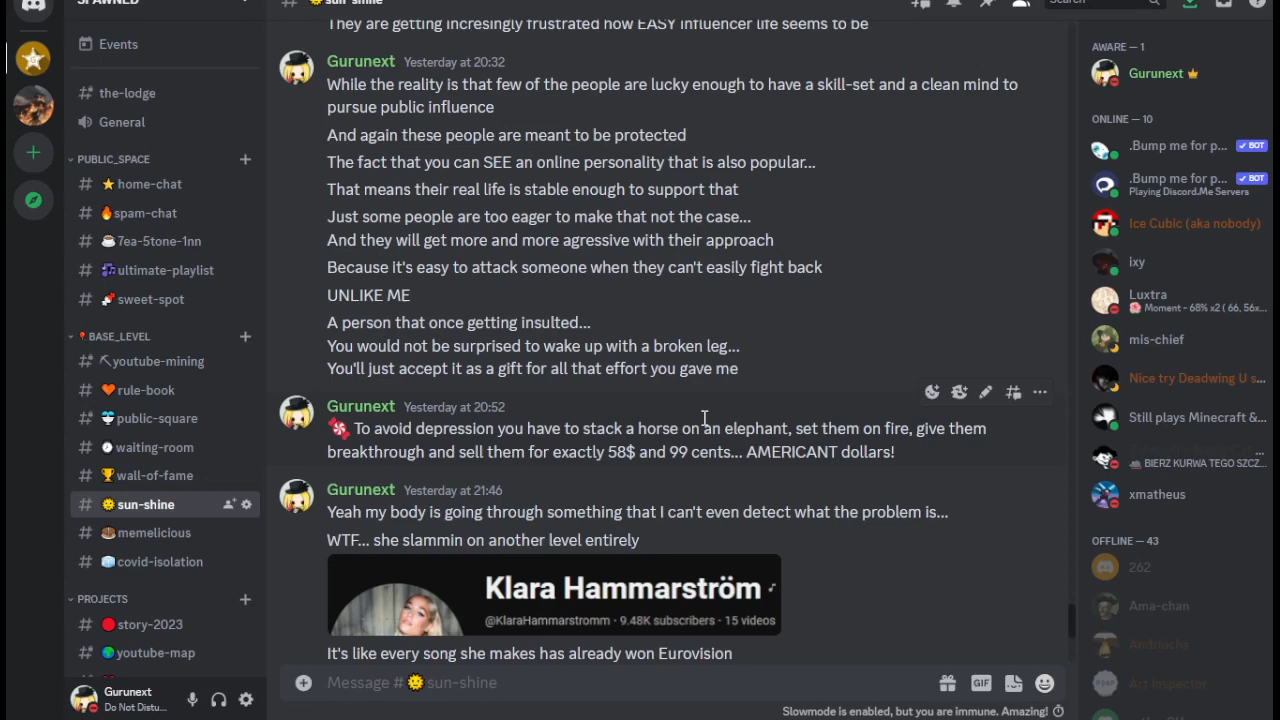 SPAWNED
Events
the-lodge
General
PUBLIC_SPACE
home-chat
spam-chat
7ea-5tone-1nn
ultimate-playlist
sweet-spot
BASE_LEVEL
youtube-mining
rule-book
public-square
waiting-room
wall-of-fame
sun-shine
memelicious
covid-isolation
PROJECTS
story-2023
youtube-map
Gurunext
Do Not Distu...
sun-shine
Search
They are getting incresingly frustrated how EASY influencer life seems to be
Gurunext Yesterday at 20:32
While the reality is that few of the people are lucky enough to have a skill-set and a clean mind to
pursue public influence
And again these people are meant to be protected
The fact that you can SEE an online personality that is also popular...
That means their real life is stable enough to support that
Just some people are too eager to make that not the case...
And they will get more and more agressive with their approach
Because it's easy to attack someone when they can't easily fight back
UNLIKE ME
A person that once getting insulted...
You would not be surprised to wake up with a broken leg...
You'll just accept it as a gift for all that effort you gave me
Gurunext Yesterday at 20:52
To avoid depression you have to stack a horse on an elephant, set them on fire, give them
breakthrough and sell them for exactly 58$ and 99 cents... AMERICANT dollars!
Gurunext Yesterday at 21:46
Yeah my body is going through something that I can't even detect what the problem is...
WTF... she slammin on another level entirely
Klara Hammarström
@KlaraHammarstromm · 9.48K subscribers · 15 videos
It's like every song she makes has already won Eurovision
Message # sun-shine
GIF
Slowmode is enabled, but you are immune. Amazing!
AWARE — 1
Gurunext
ONLINE — 10
.Bump me for p... BOT
.Bump me for p... BOT
Playing Discord.Me Servers
Ice Cubic (aka nobody)
ixy
Luxtra
Moment - 68% x2 ( 66, 56x...
mis-chief
Nice try Deadwing U s...
Still plays Minecraft &...
BIERZ KURWA TEGO SZCZ...
xmatheus
OFFLINE — 43
262
Ama-chan
Art Inspector